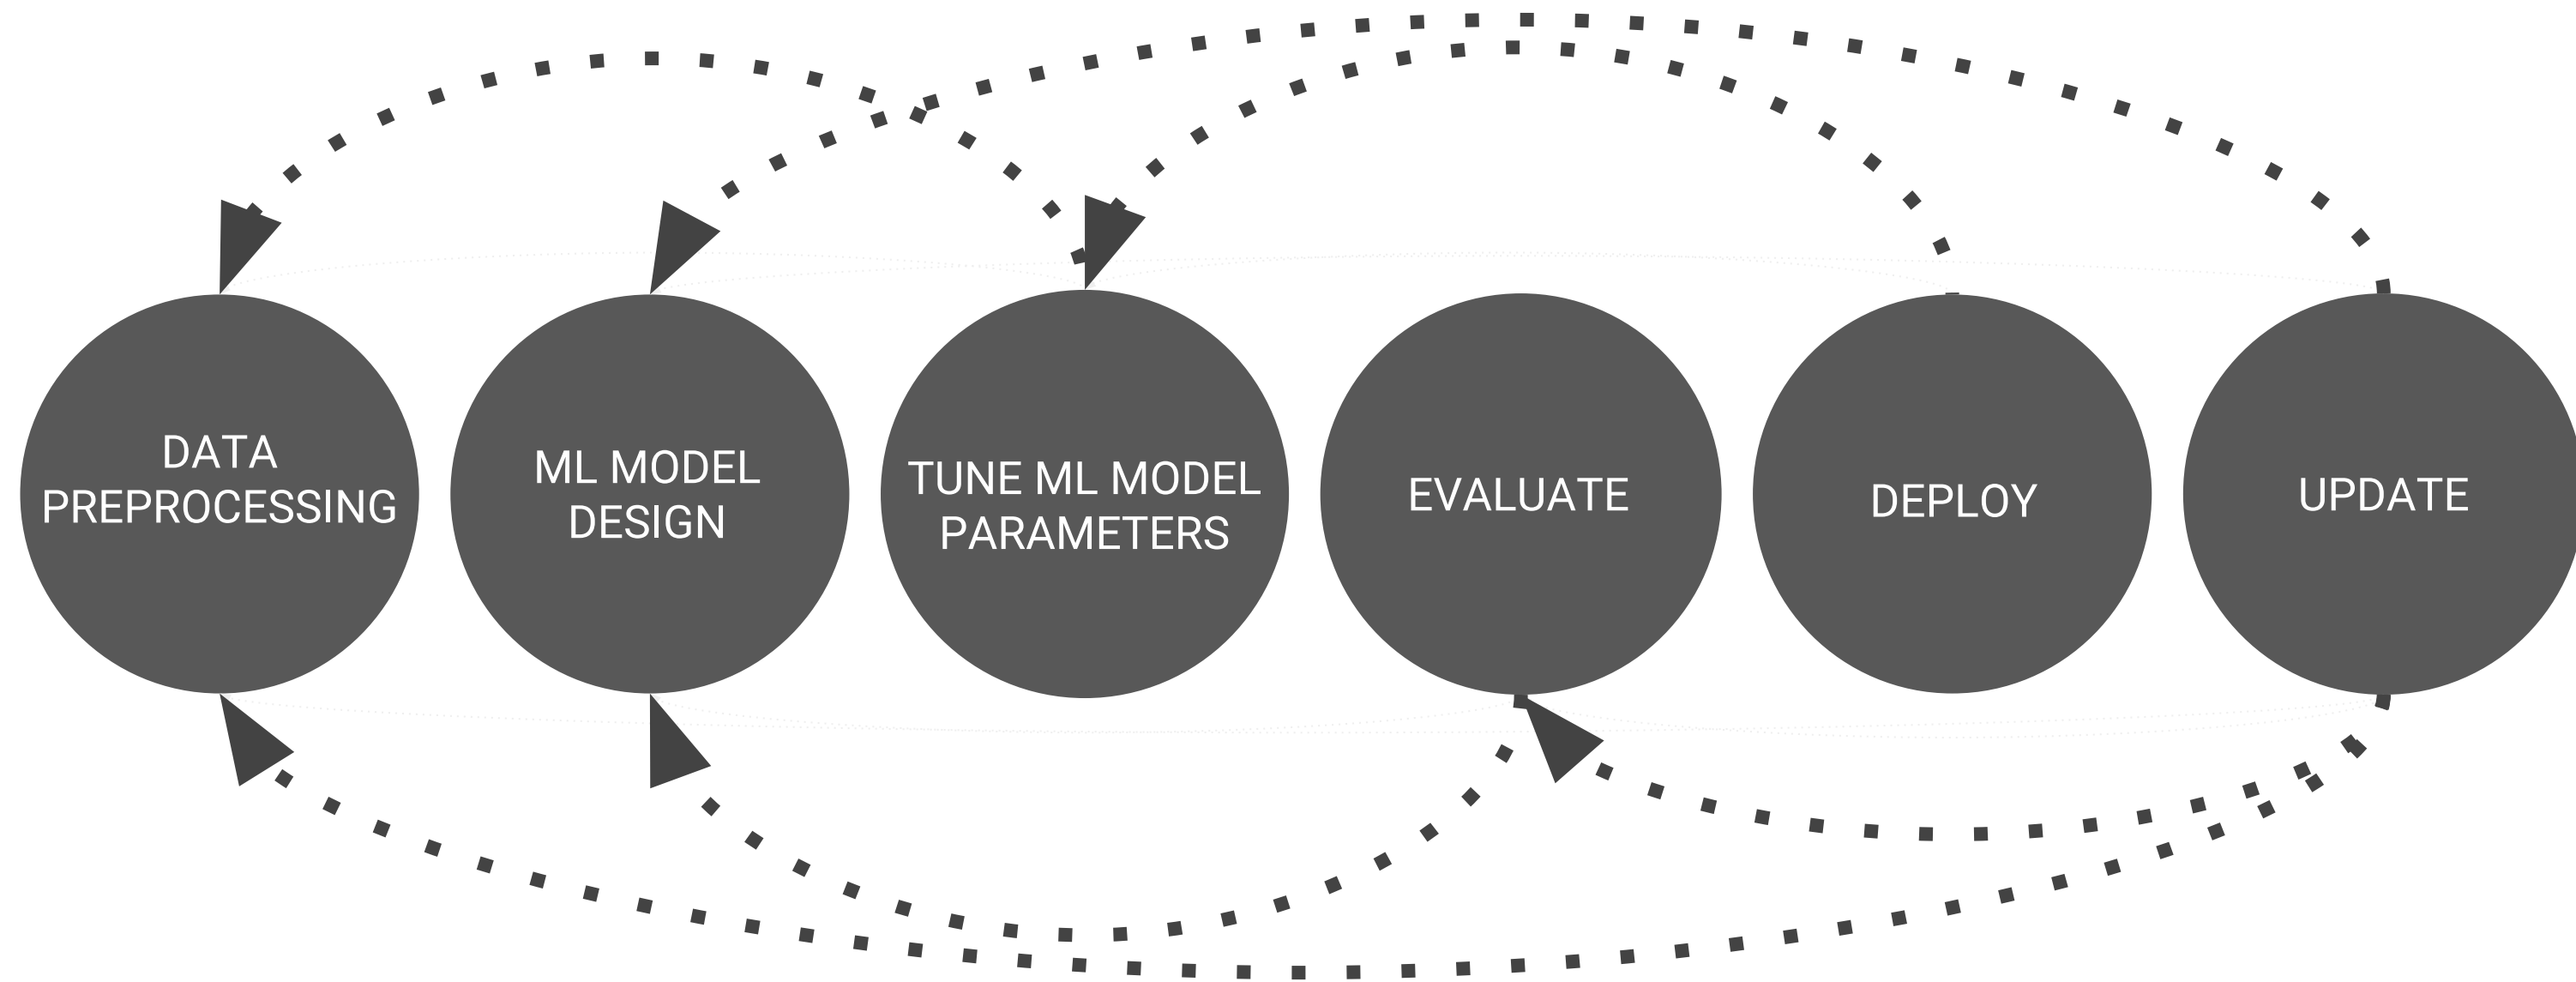 DATA
PREPROCESSING
ML MODEL
DESIGN
TUNE ML MODEL
PARAMETERS
EVALUATE
DEPLOY
UPDATE